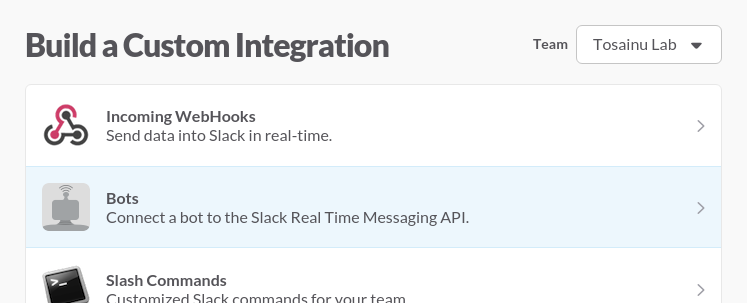 Build a Custom Integration
Team
Tosainu Lab
Incoming WebHooks
Send data into Slack in real-time.
Bots
Connect a bot to the Slack Real Time Messaging API.
Slash Commands
Customized Slack commands for your team